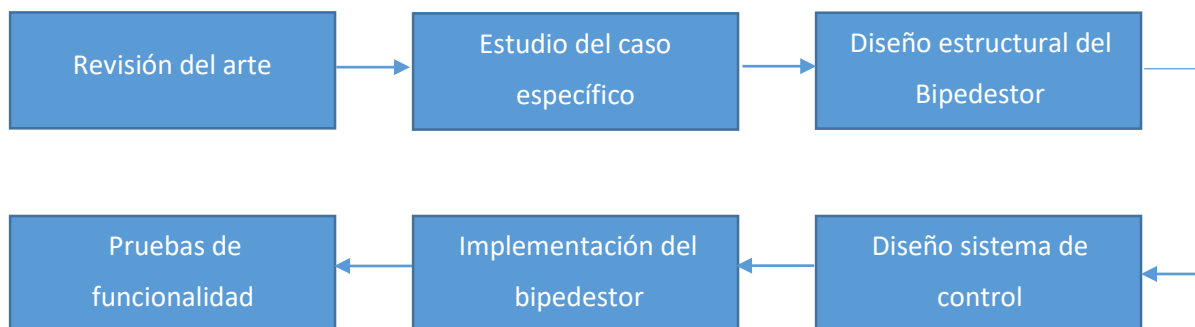 Revisión del arte
Estudio del caso
específico
Diseño estructural del
Bipedestor
Diseño sistema de
control
Implementación del
bipedestor
Pruebas de
funcionalidad